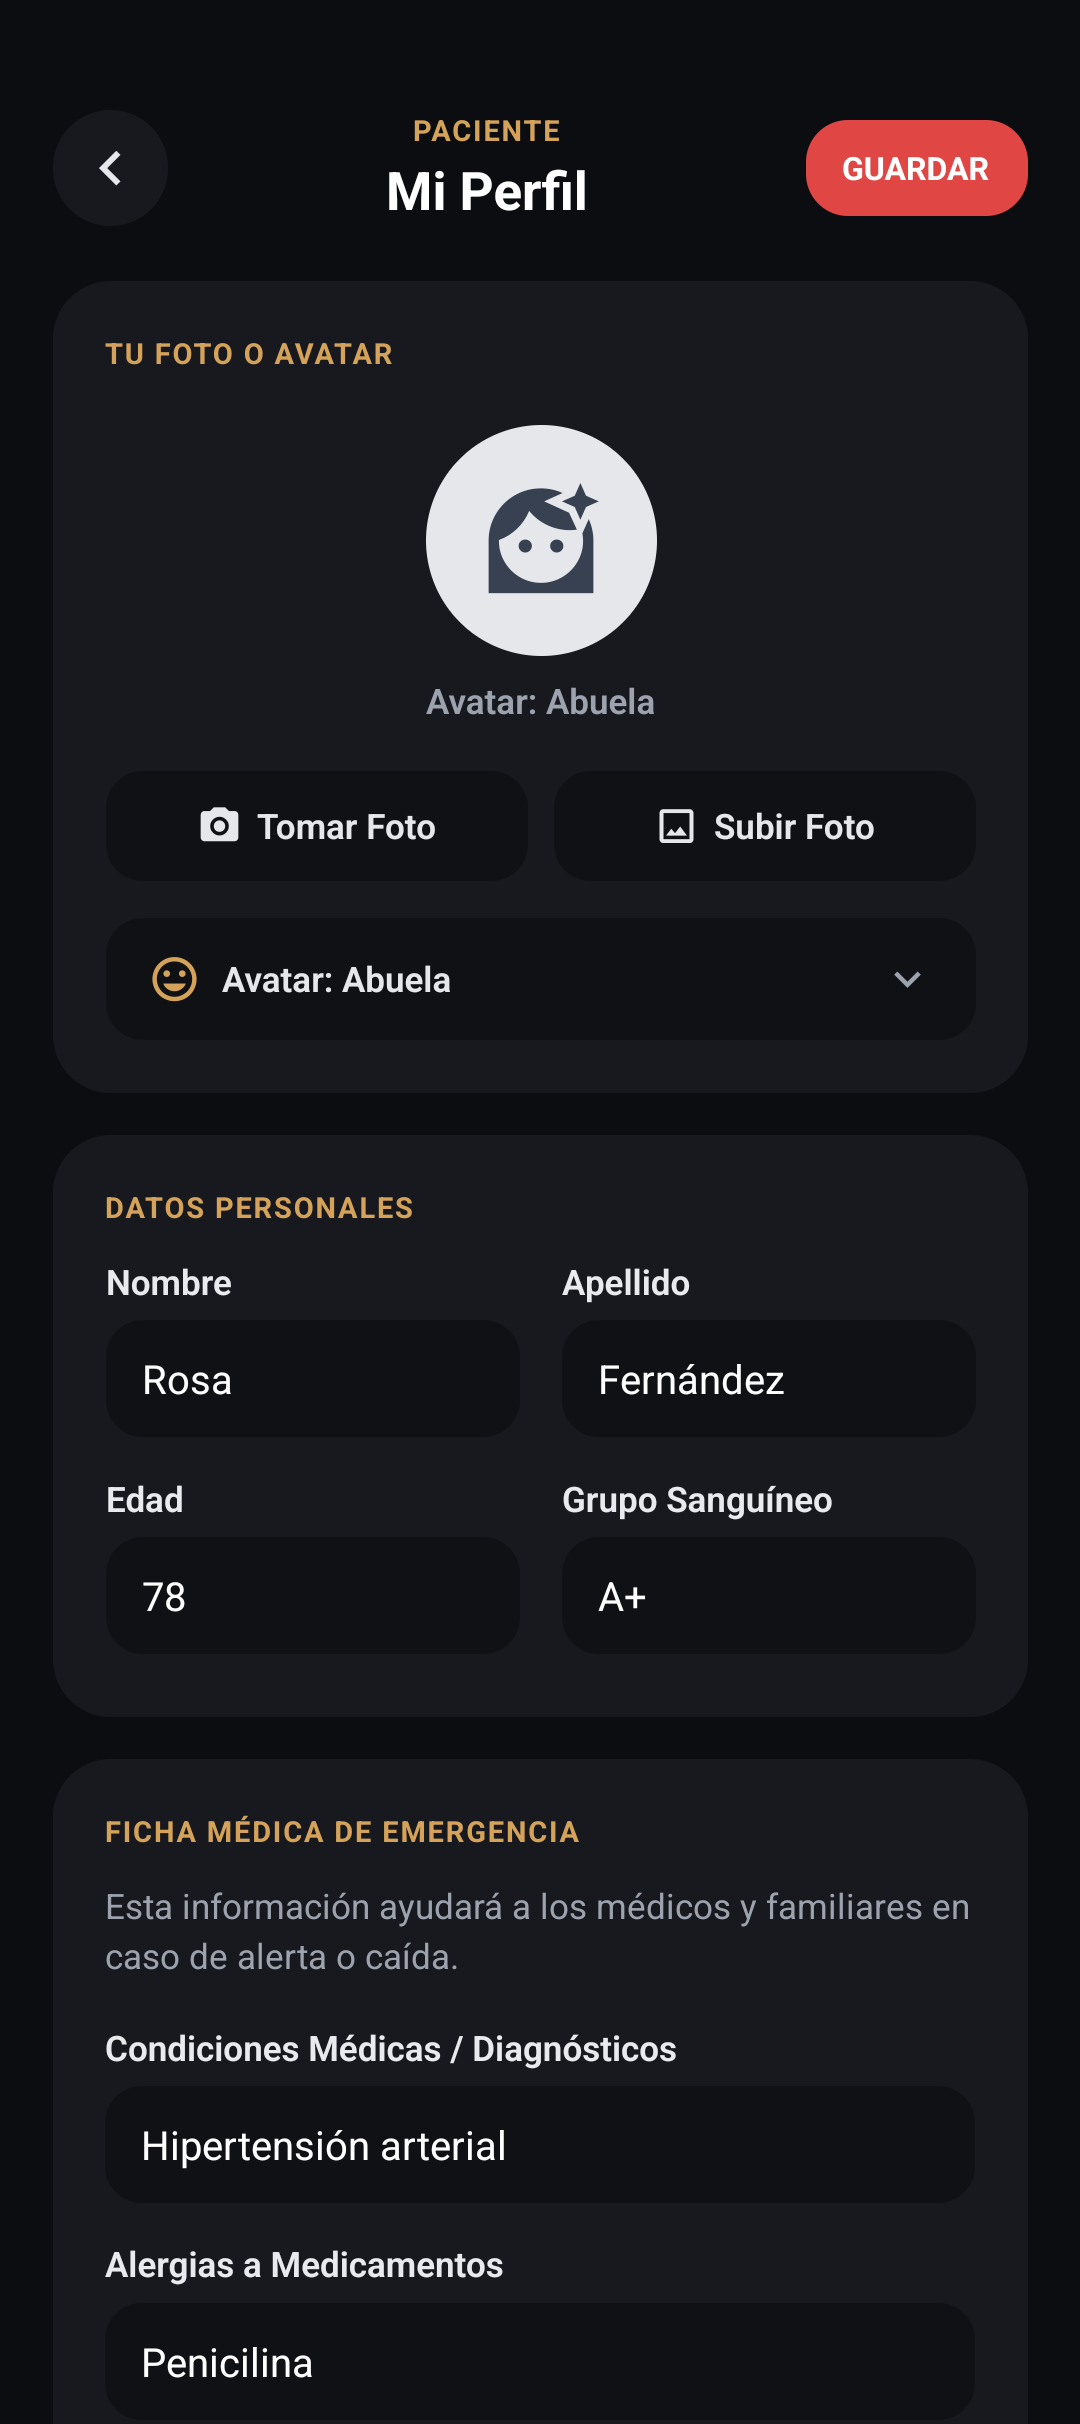 PACIENTE
Mi Perfil
GUARDAR
TU FOTO O AVATAR
Avatar: Abuela
Tomar Foto
Subir Foto
Avatar: Abuela
DATOS PERSONALES
Nombre
Apellido
Rosa
Fernández
Edad
Grupo Sanguíneo
78
A+
FICHA MÉDICA DE EMERGENCIA
Esta información ayudará a los médicos y familiares en
caso de alerta o caída.
Condiciones Médicas / Diagnósticos
Hipertensión arterial
Alergias a Medicamentos
Penicilina